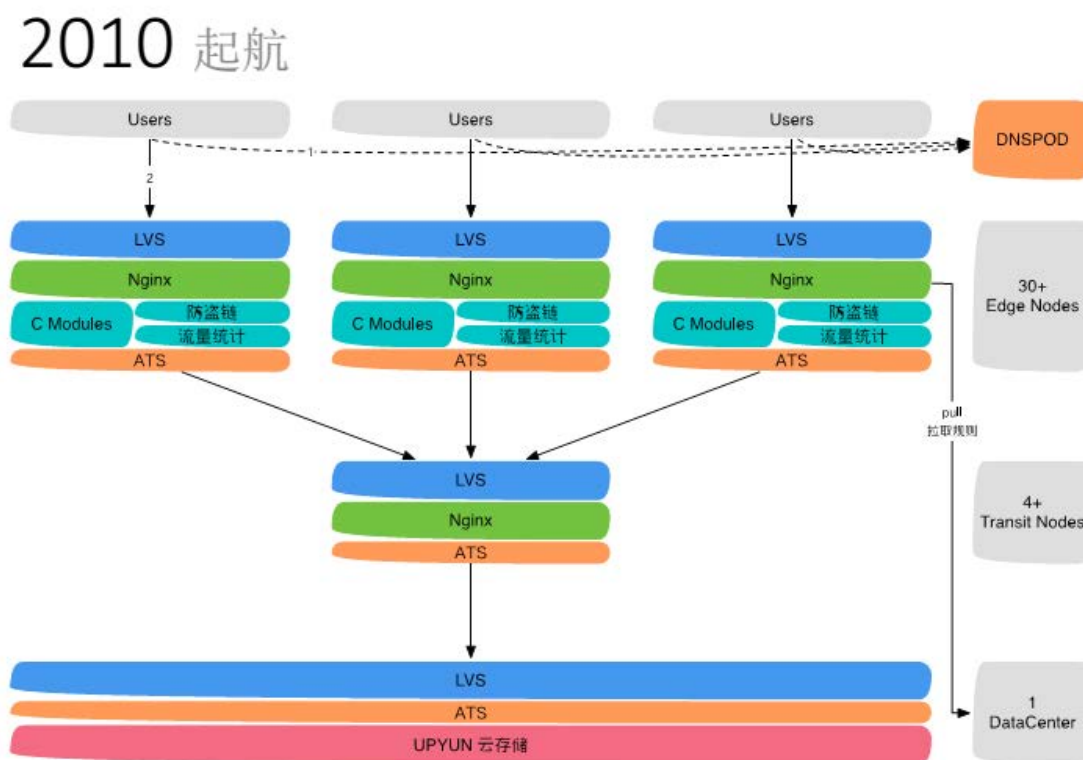 2010 起航
Users
Users
Users
DNSPOD
1
2
LVS
LVS
LVS
Nginx
Nginx
Nginx
30+
Edge Nodes
C Modules
防盗链
流量统计
C Modules
防盗链
流量统计
C Modules
防盗链
流量统计
ATS
ATS
ATS
pull
拉取规则
LVS
Nginx
ATS
4+
Transit Nodes
LVS
ATS
UPYUN 云存储
1
DataCenter